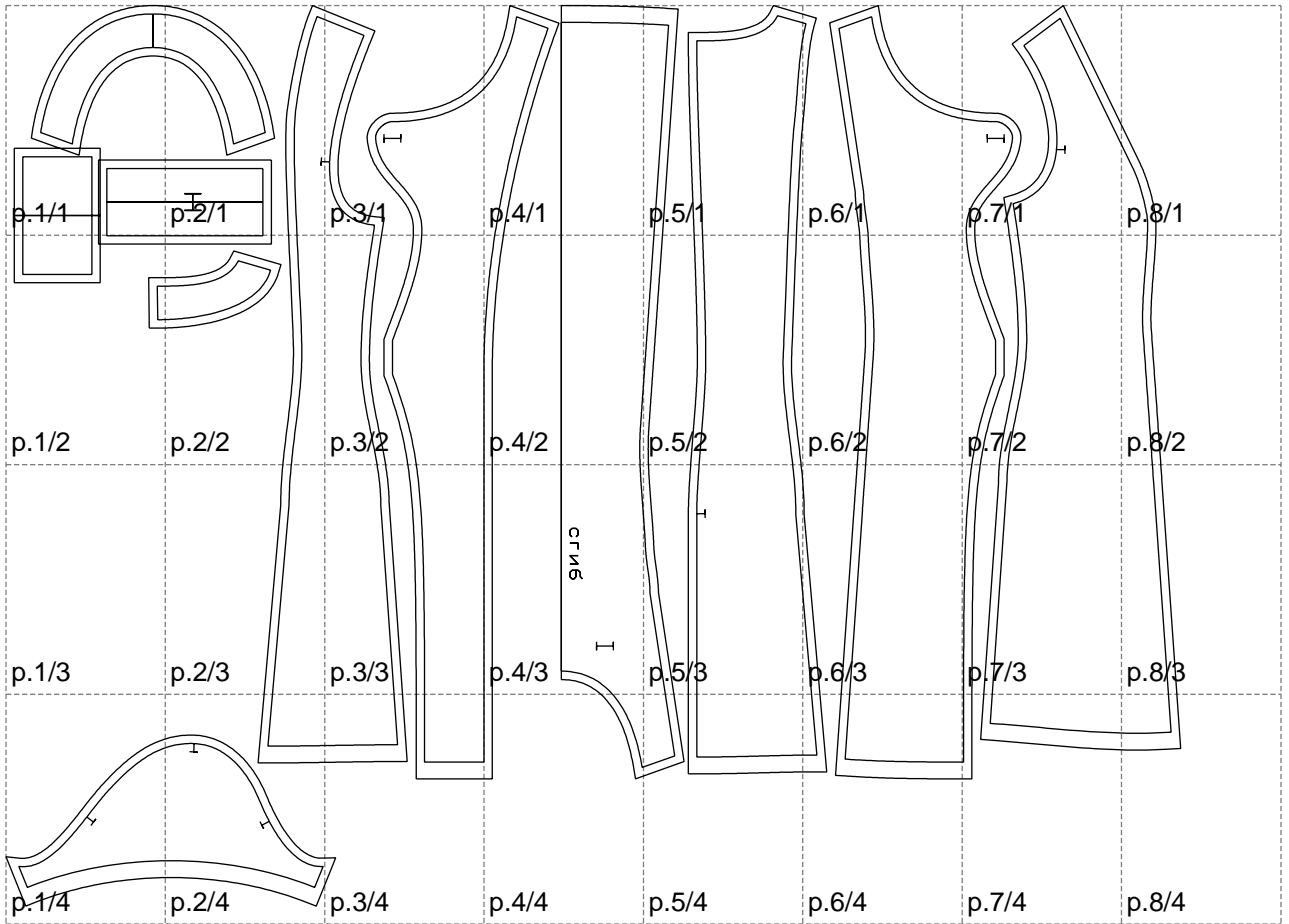 p.1/1 p.2/1 p.3/1 p.4/1 p.5/1 p.6/1 p.7/1 p.8/1
p.1/2 p.2/2 p.3/2 p.4/2 p.5/2 p.6/2 p.7/2 p.8/2
сгиб
p.1/3 p.2/3 p.3/3 p.4/3 p.5/3 p.6/3 p.7/3 p.8/3
p.1/4 p.2/4 p.3/4 p.4/4 p.5/4 p.6/4 p.7/4 p.8/4